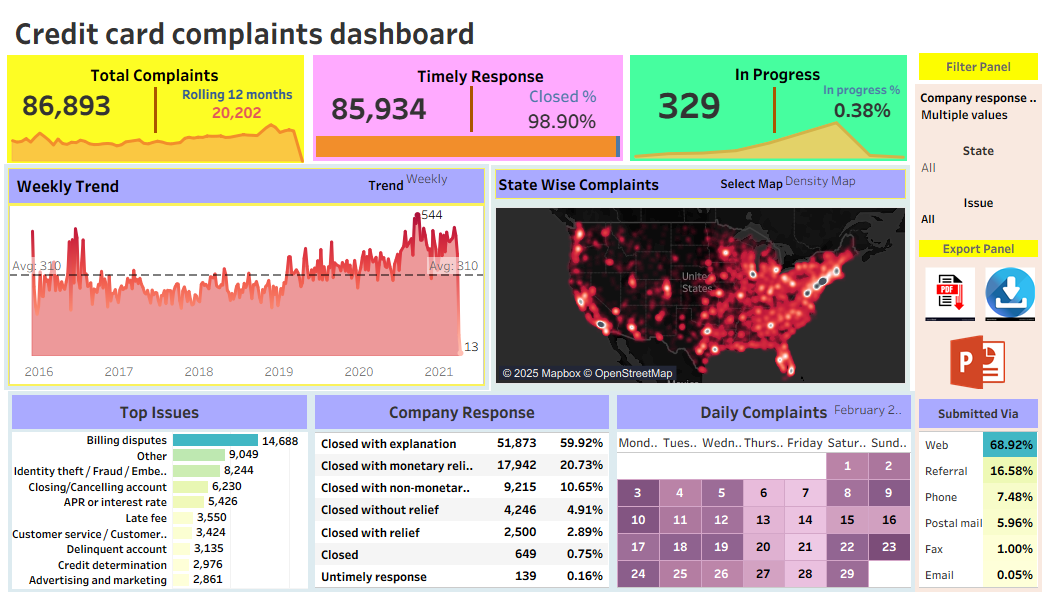 Credit card complaints dashboard
Total Complaints
86,893
Rolling 12 months
20,202
Timely Response
85,934
Closed %
98.90%
In Progress
329
In progress %
0.38%
Filter Panel
Company response ..
Multiple values
State
All
Issue
All
Export Panel
PDF
P
Weekly Trend
Trend Weekly
544
Avg: 310
Avg: 310
13
2016 2017 2018 2019 2020 2021
State Wise Complaints
Select Map Density Map
United
States
© 2025 Mapbox © OpenStreetMap
Mexico
Top Issues
Billing disputes 14,688
Other 9,049
Identity theft / Fraud / Embe.. 8,244
Closing/Cancelling account 6,230
APR or interest rate 5,426
Late fee 3,550
Customer service / Customer.. 3,424
Delinquent account 3,135
Credit determination 2,976
Advertising and marketing 2,861
Company Response
Closed with explanation 51,873 59.92%
Closed with monetary reli.. 17,942 20.73%
Closed with non-monetar.. 9,215 10.65%
Closed without relief 4,246 4.91%
Closed with relief 2,500 2.89%
Closed 649 0.75%
Untimely response 139 0.16%
Daily Complaints February 2..
Mond.. Tues.. Wedn.. Thurs.. Friday Satur.. Sund..
1 2
3 4 5 6 7 8 9
10 11 12 13 14 15 16
17 18 19 20 21 22 23
24 25 26 27 28 29
Submitted Via
Web 68.92%
Referral 16.58%
Phone 7.48%
Postal mail 5.96%
Fax 1.00%
Email 0.05%